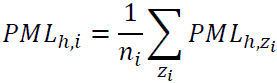 PML_{h,i} = \frac{1}{n_i} \sum_{z_i} PML_{h,z_i}